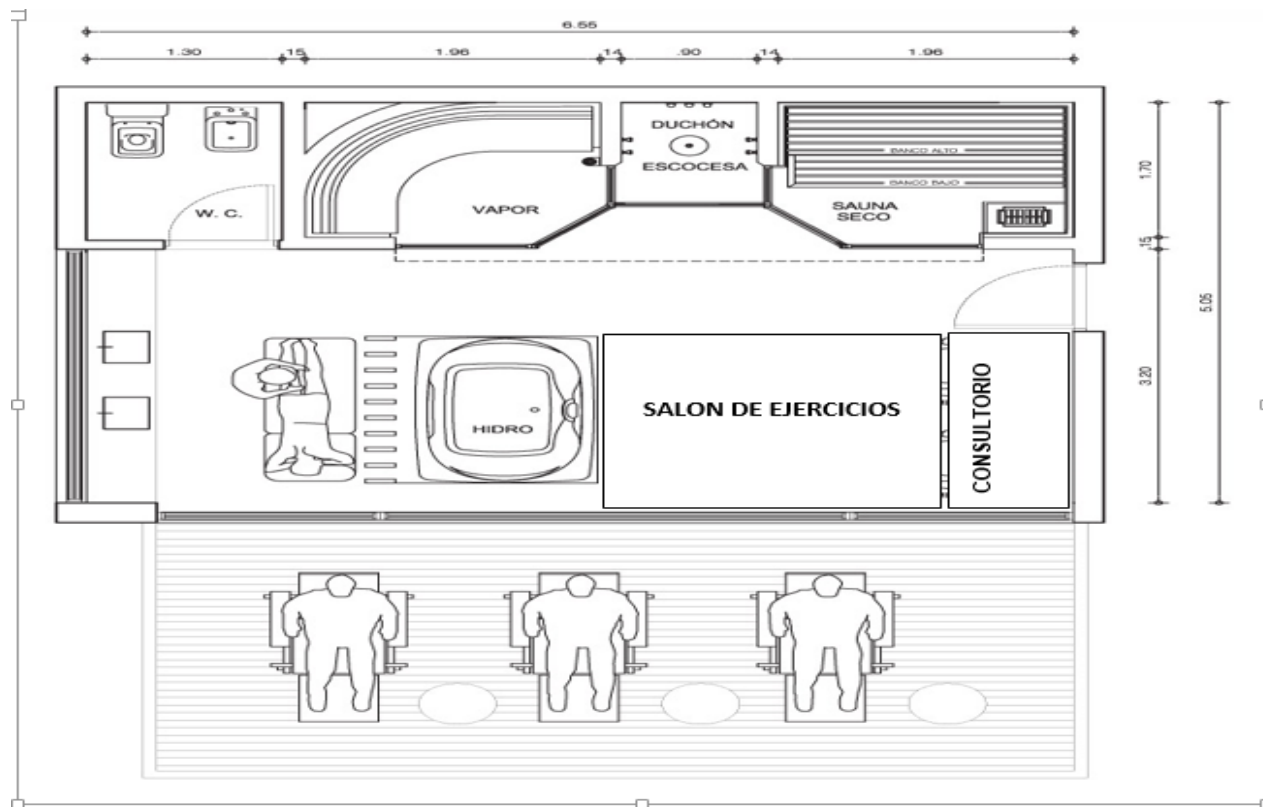 6.55
1.30 .15 1.96 .14 .90 .14 1.96
DUCHÓN
ESCOCESA
BANCO ALTO
BANCO BAJO
W. C.
VAPOR
SAUNA
SECO
1.70
.15
3.20
5.05
HIDRO
SALON DE EJERCICIOS
CONSULTORIO